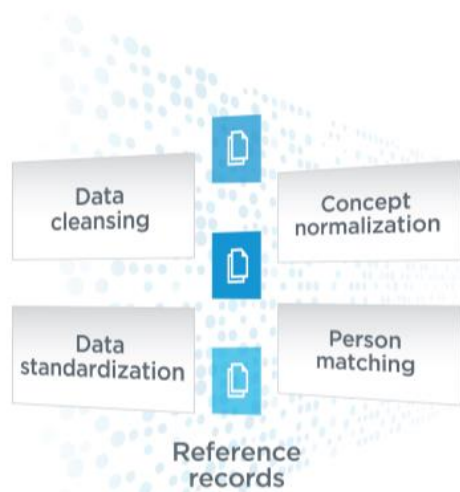 Data
cleansing
Concept
normalization
Data
standardization
Person
matching
Reference
records